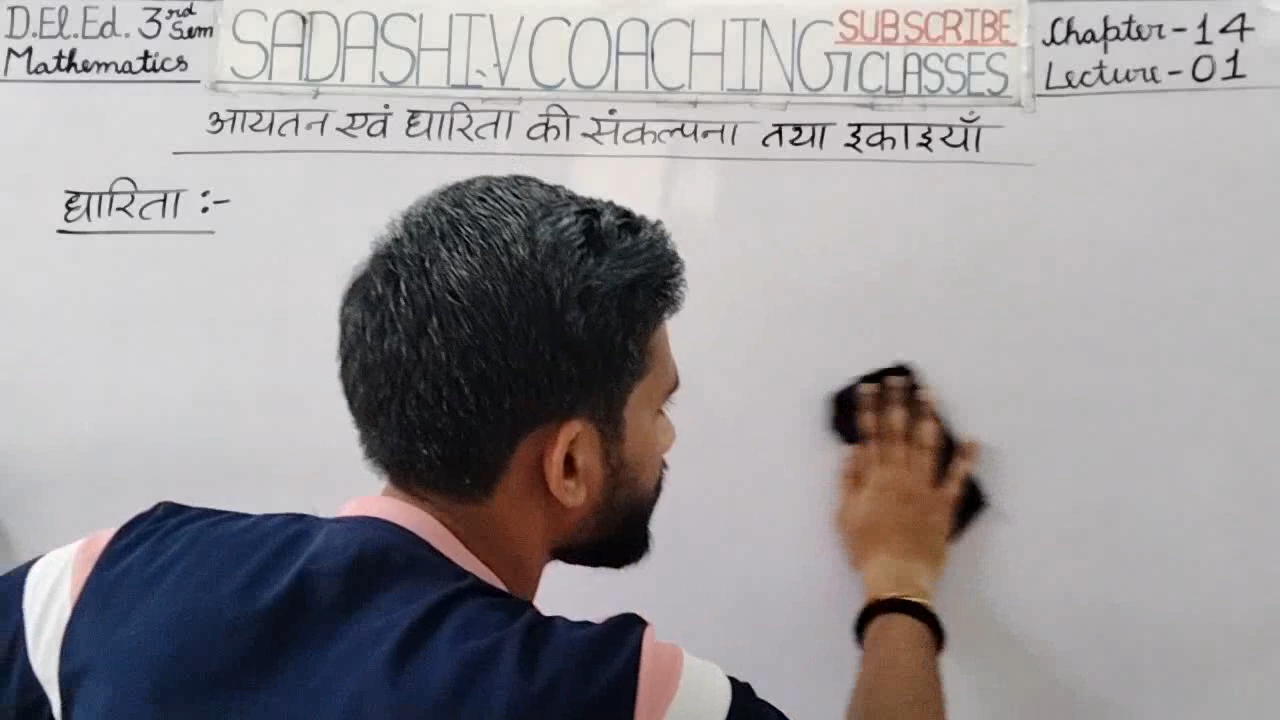 D.El.Ed. 3rd Sem
Mathematics
SADASHIV COACHING CLASSES
SUBSCRIBE
Chapter-14
Lecture-01
आयतन एवं धारिता की संकल्पना तथा इकाइयाँ
धारिता :-